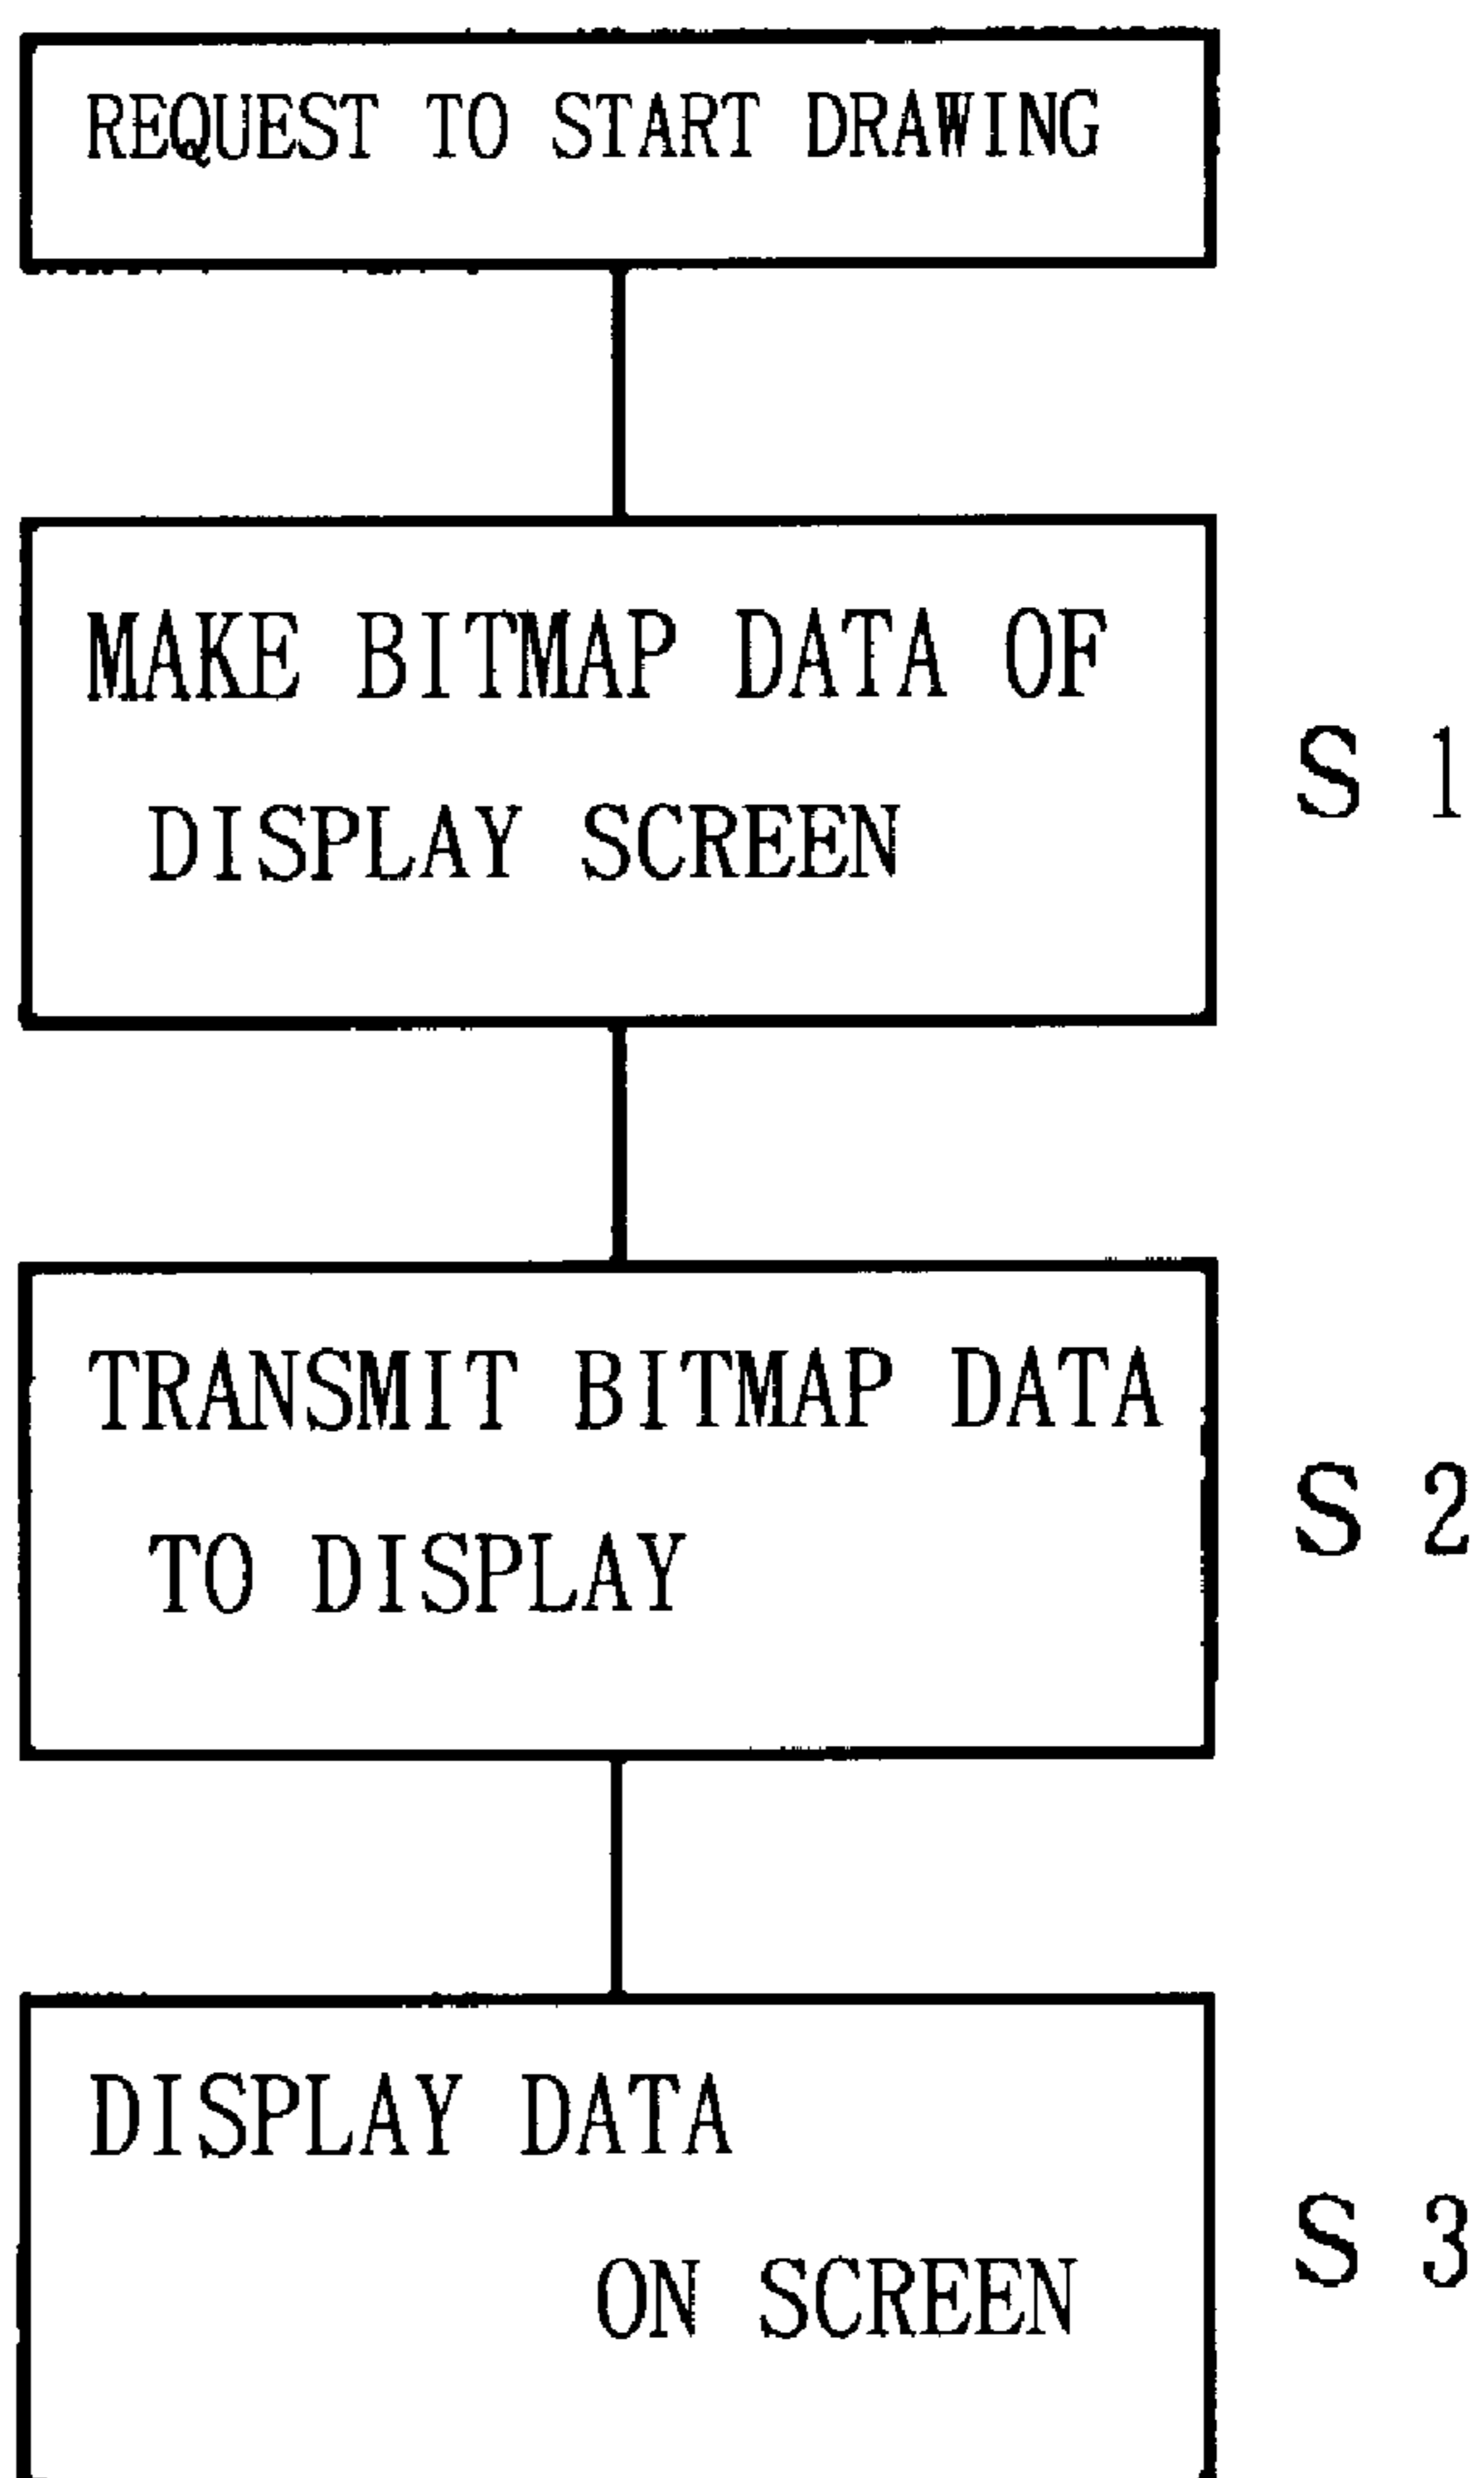 REQUEST TO START DRAWING
MAKE BITMAP DATA OF
DISPLAY SCREEN
S 1
TRANSMIT BITMAP DATA
TO DISPLAY
S 2
DISPLAY DATA
ON SCREEN
S 3